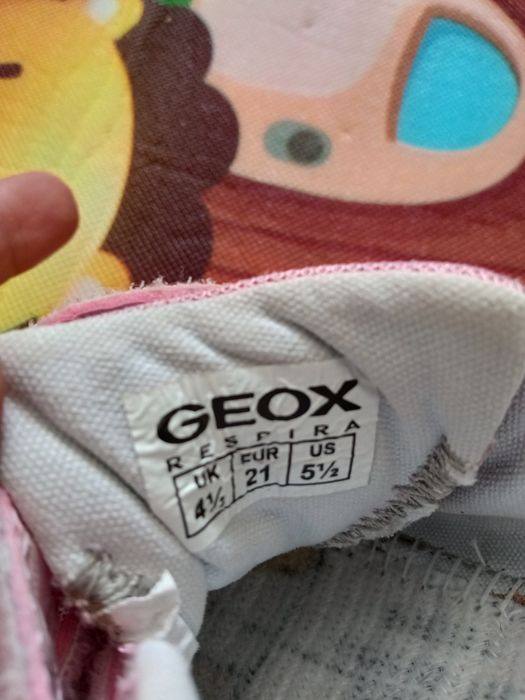 GEOX
RESPIRA
UK EUR US
4½ 21 5½